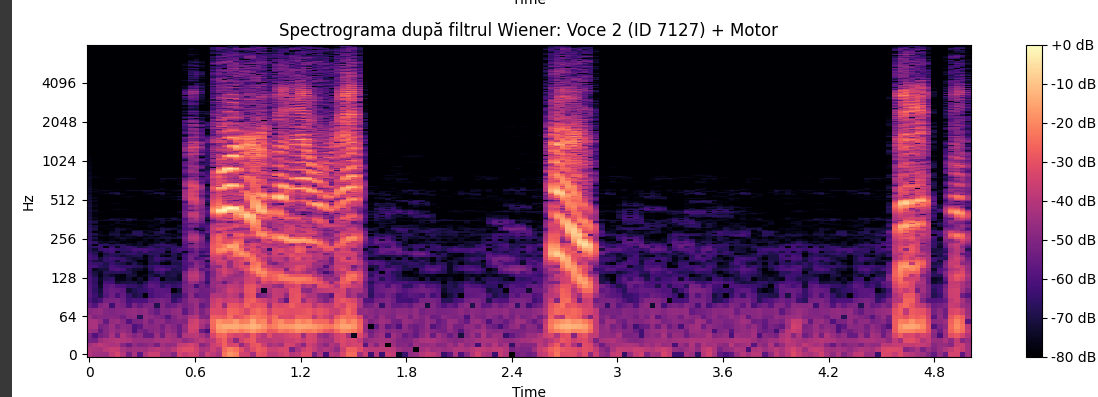 Time
Spectrograma după filtrul Wiener: Voce 2 (ID 7127) + Motor
Hz
4096
2048
1024
512
256
128
64
0
0 0.6 1.2 1.8 2.4 3 3.6 4.2 4.8
Time
+0 dB
-10 dB
-20 dB
-30 dB
-40 dB
-50 dB
-60 dB
-70 dB
-80 dB